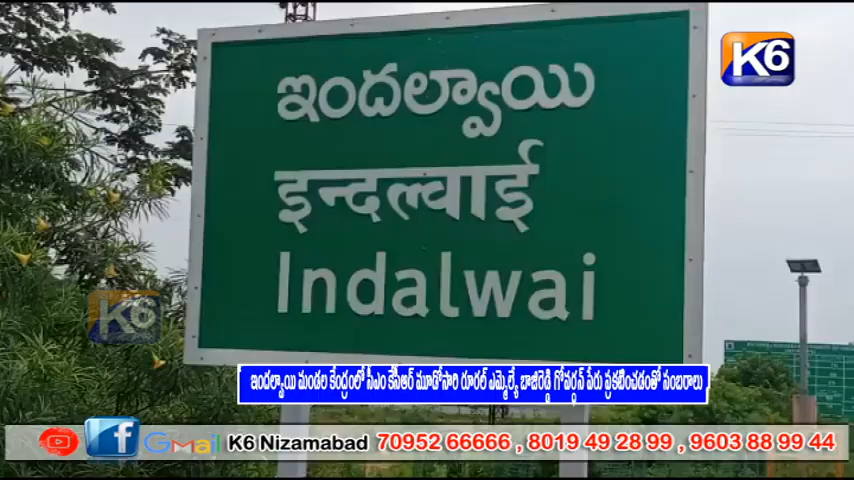 K6
ఇందల్వాయి
इन्दल्वाई
Indalwai
K6
ఇందల్వాయి మండల కేంద్రంలో సీఎం కేసీఆర్ మూడోసారి రూరల్ ఎమ్మెల్యే బాజిరెడ్డి గోవర్ధన్ పేరు ప్రకటించడంతో సంబరాలు
f Gmail K6 Nizamabad 70952 66666 , 8019 49 28 99 , 9603 88 99 44